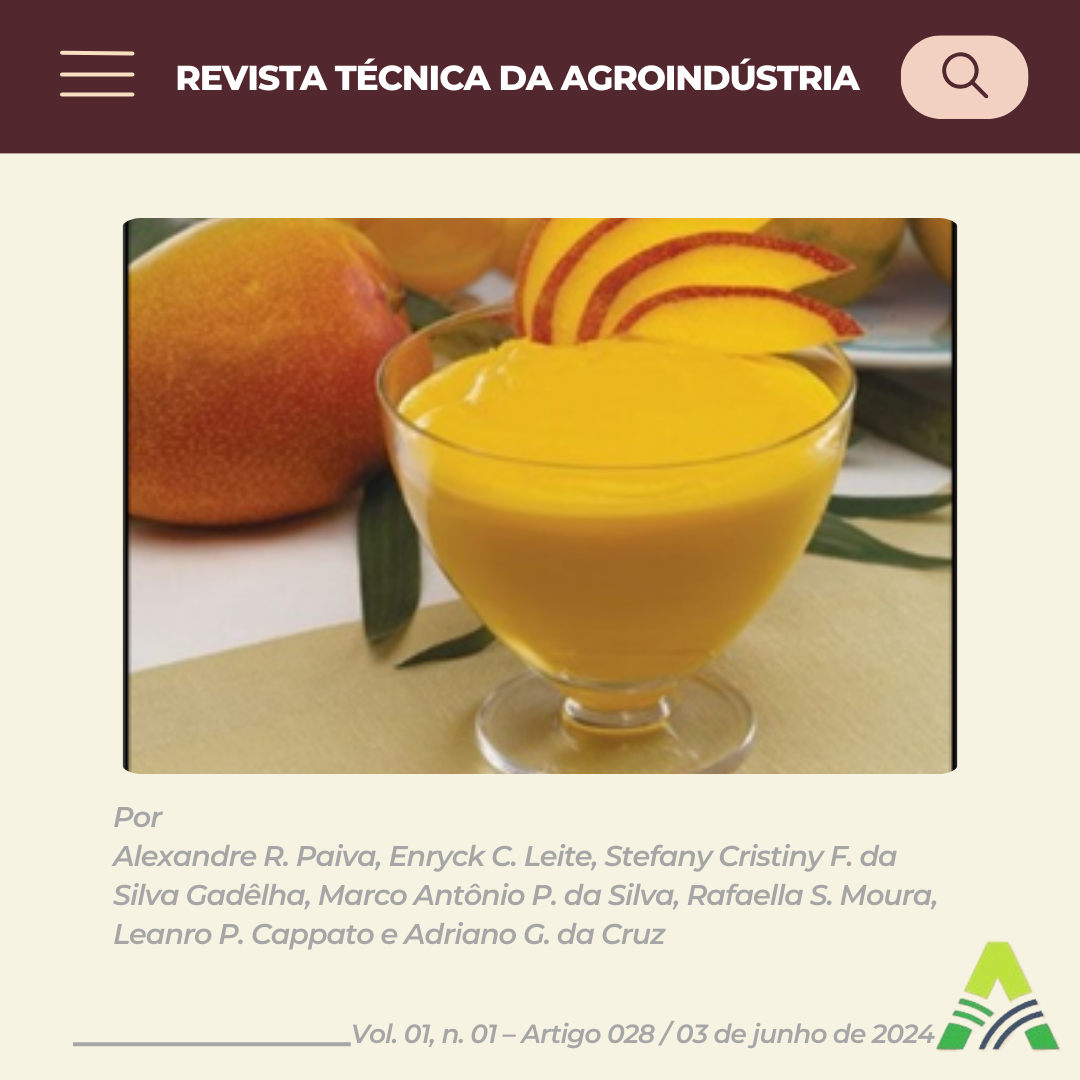 REVISTA TÉCNICA DA AGROINDÚSTRIA
Por
Alexandre R. Paiva, Enryck C. Leite, Stefany Cristiny F. da
Silva Gadêlha, Marco Antônio P. da Silva, Rafaella S. Moura,
Leanro P. Cappato e Adriano G. da Cruz
Vol. 01, n. 01 – Artigo 028 / 03 de junho de 2024